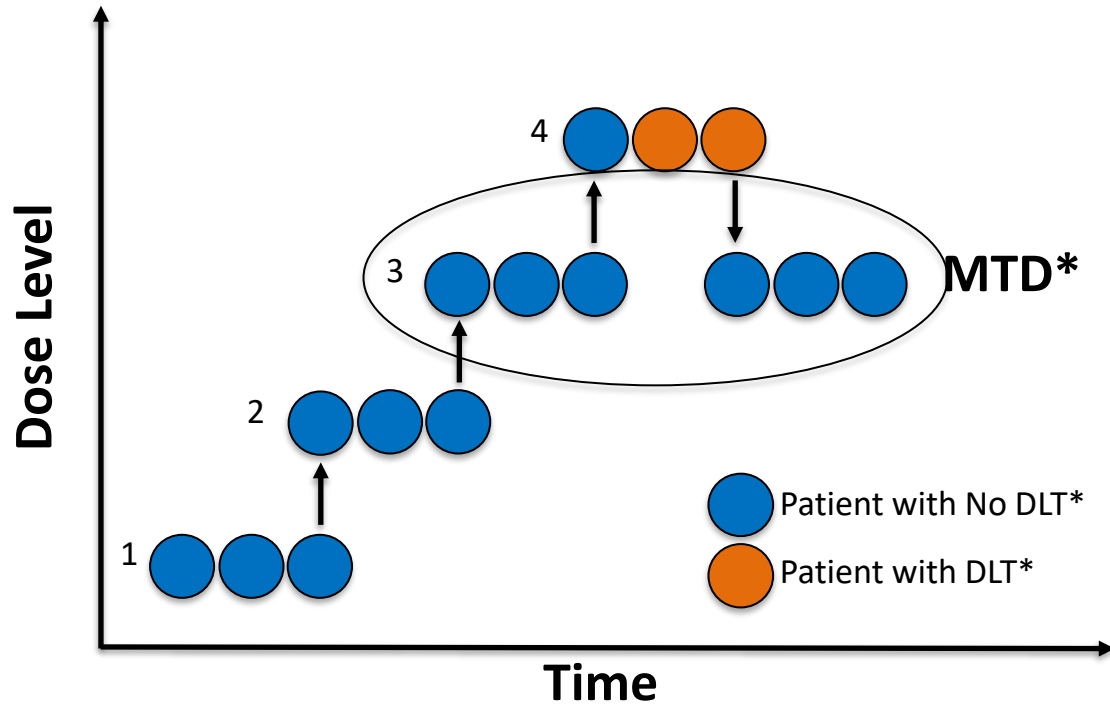 4
3
MTD*
2
1
Patient with No DLT*
Patient with DLT*
Dose Level
Time